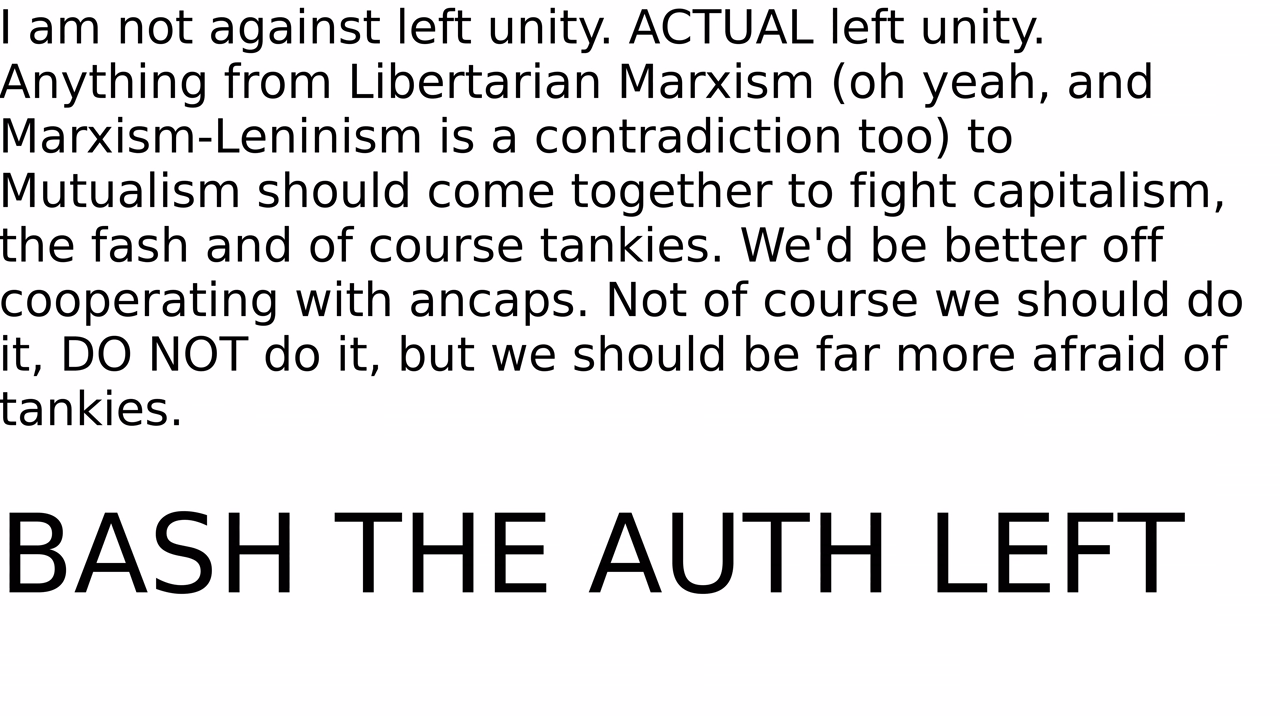 I am not against left unity. ACTUAL left unity.
Anything from Libertarian Marxism (oh yeah, and
Marxism-Leninism is a contradiction too) to
Mutualism should come together to fight capitalism,
the fash and of course tankies. We'd be better off
cooperating with ancaps. Not of course we should do
it, DO NOT do it, but we should be far more afraid of
tankies.
BASH THE AUTH LEFT